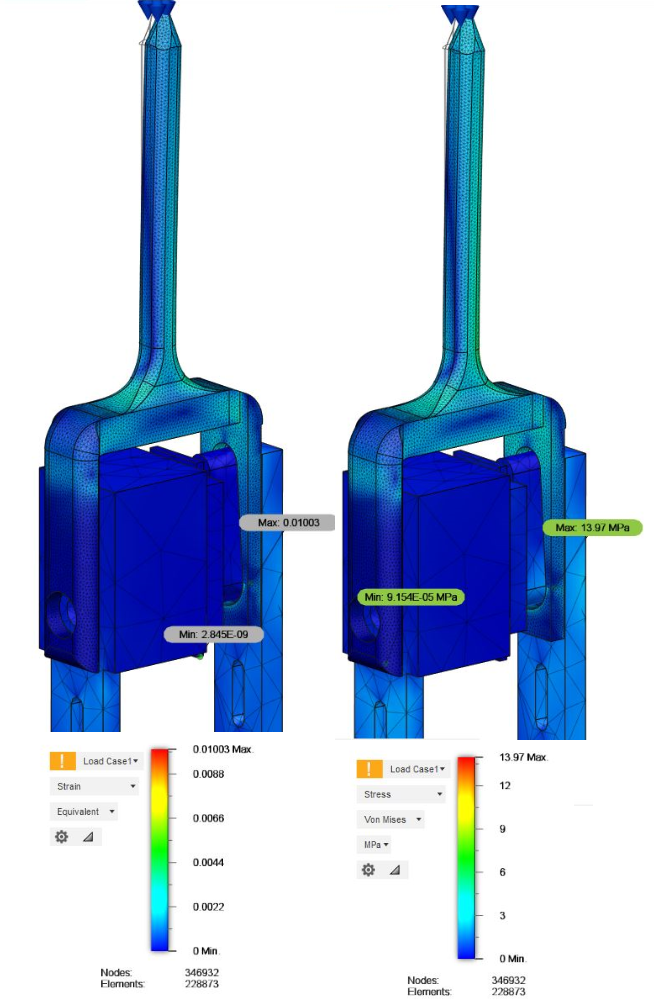 Max: 0.01003
Min: 2.845E-09
Load Case1
Strain
Equivalent
0.01003 Max.
0.0088
0.0066
0.0044
0.0022
0 Min.
Nodes: 346932
Elements: 228873
Max: 13.97 MPa
Min: 9.154E-05 MPa
Load Case1
Stress
Von Mises
MPa
13.97 Max.
12
9
6
3
0 Min.
Nodes: 346932
Elements: 228873